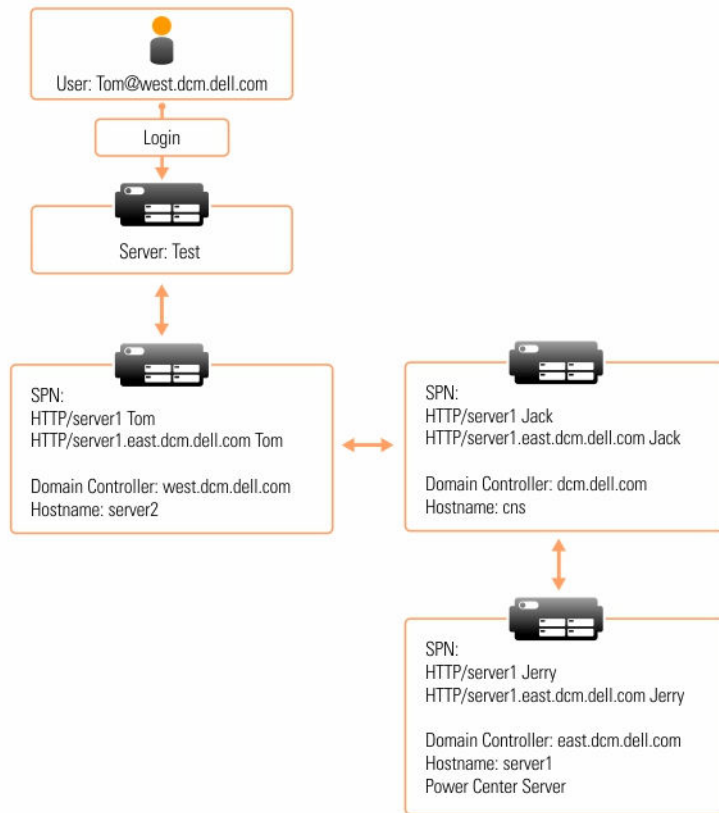 User: Tom@west.dcm.dell.com
Login
Server: Test
SPN:
HTTP/server1 Tom
HTTP/server1.east.dcm.dell.com Tom
Domain Controller: west.dcm.dell.com
Hostname: server2
SPN:
HTTP/server1 Jack
HTTP/server1.east.dcm.dell.com Jack
Domain Controller: dcm.dell.com
Hostname: cns
SPN:
HTTP/server1 Jerry
HTTP/server1.east.dcm.dell.com Jerry
Domain Controller: east.dcm.dell.com
Hostname: server1
Power Center Server